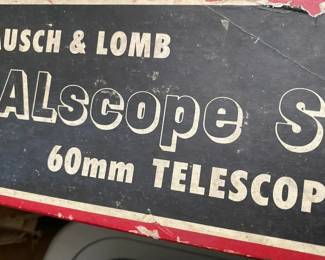 AUSCH & LOMB
ALscope S
60mm TELESCOP